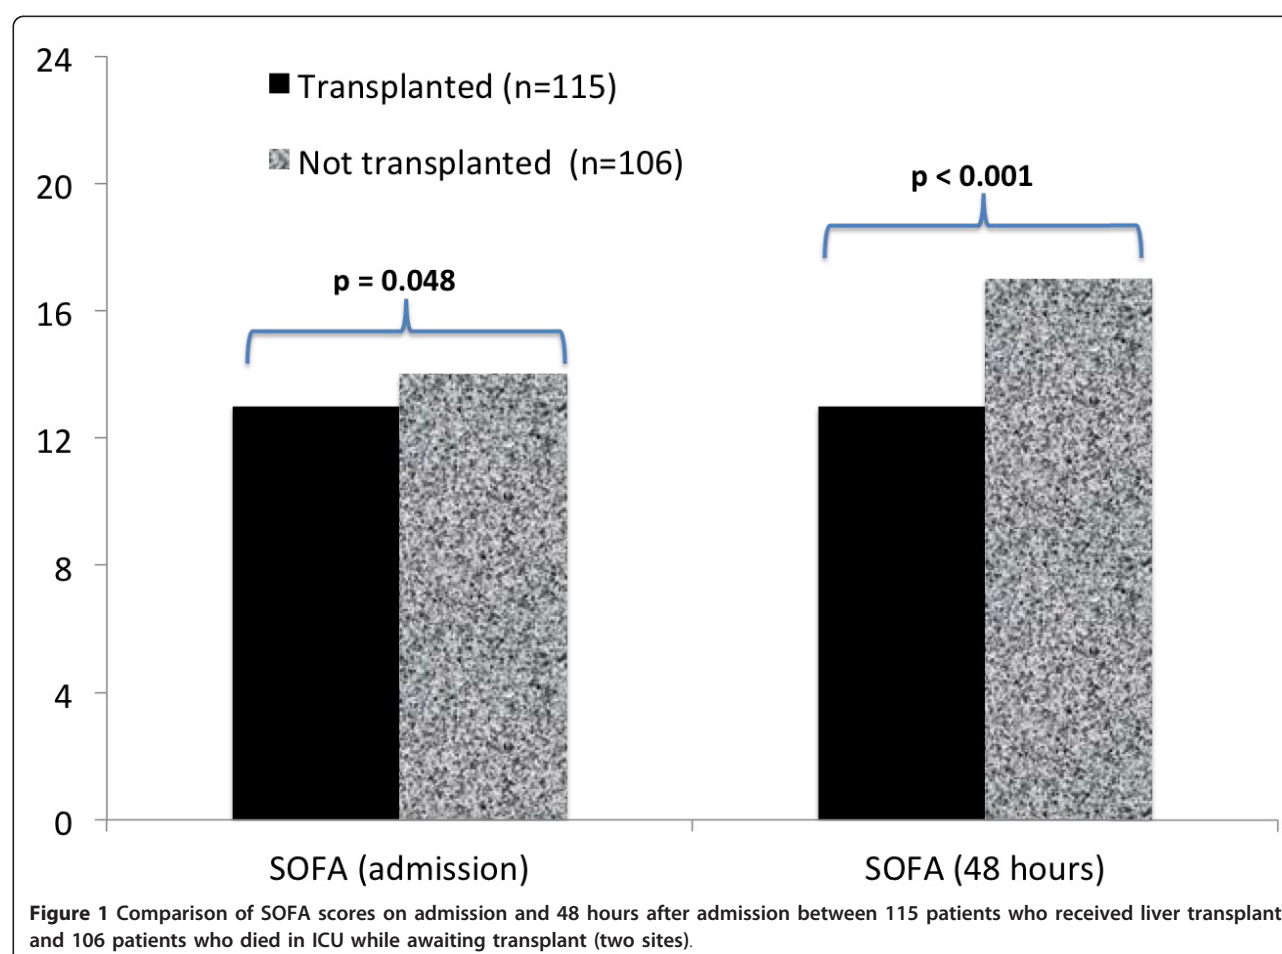 24
Transplanted (n=115)
Not transplanted (n=106)
p < 0.001
20
p = 0.048
16
12
8
4
0
SOFA (admission)
SOFA (48 hours)
Figure 1 Comparison of SOFA scores on admission and 48 hours after admission between 115 patients who received liver transplant
and 106 patients who died in ICU while awaiting transplant (two sites).